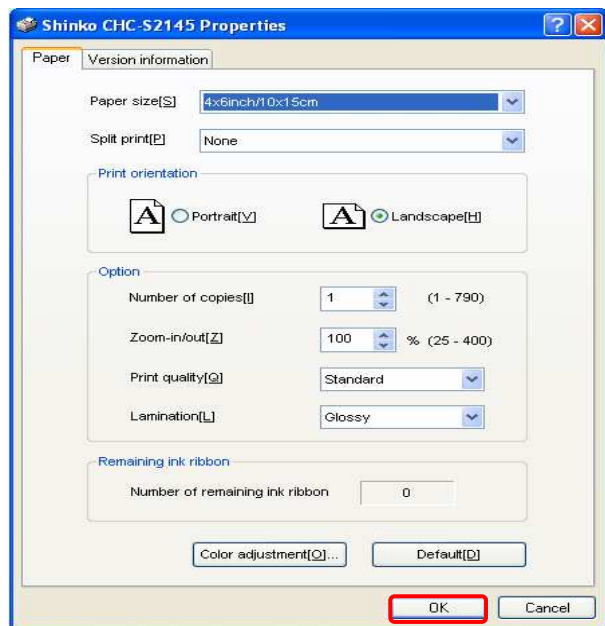 Shinko CHC-S2145 Properties
Paper Version information
Paper size[S] 4x6inch/10x15cm
Split print[P] None
Print orientation
A Portrait[V] A Landscape[H]
Option
Number of copies[I] 1 (1 - 790)
Zoom-in/out[Z] 100 % (25 - 400)
Print quality[Q] Standard
Lamination[L] Glossy
Remaining ink ribbon
Number of remaining ink ribbon 0
Color adjustment[O]... Default[D]
OK Cancel